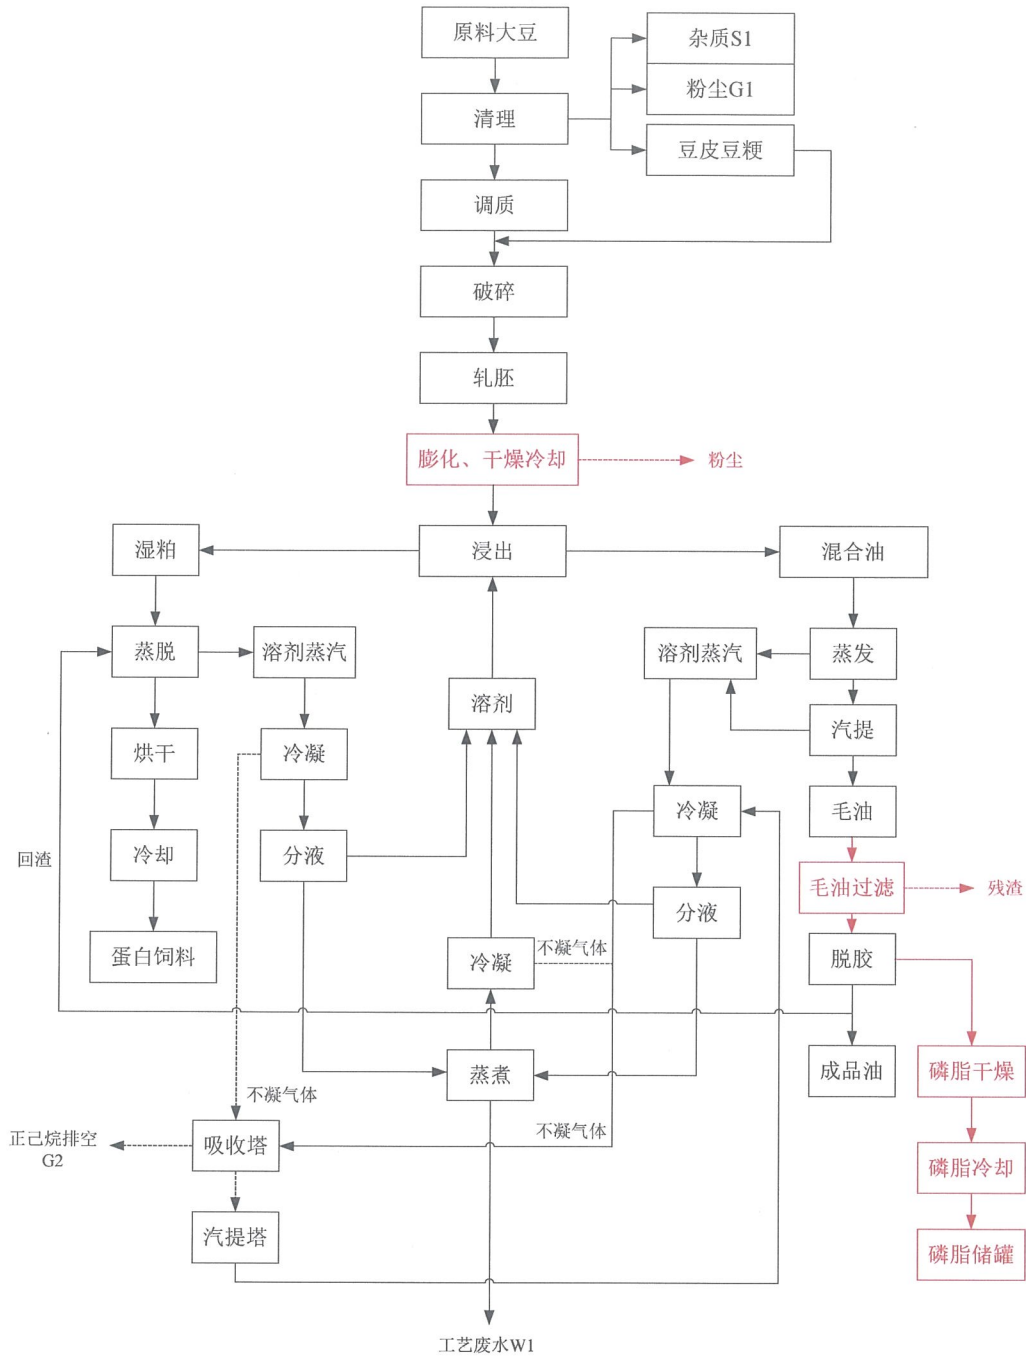 原料大豆
杂质S1
粉尘G1
清理
豆皮豆粳
调质
破碎
轧胚
膨化、干燥冷却
粉尘
湿粕
浸出
混合油
蒸脱
溶剂蒸汽
溶剂蒸汽
蒸发
溶剂
汽提
烘干
冷凝
冷凝
毛油
回渣
冷却
分液
毛油过滤
残渣
分液
蛋白饲料
冷凝
不凝气体
脱胶
蒸煮
成品油
磷脂干燥
不凝气体
不凝气体
正己烷排空
G2
吸收塔
磷脂冷却
汽提塔
磷脂储罐
工艺废水W1